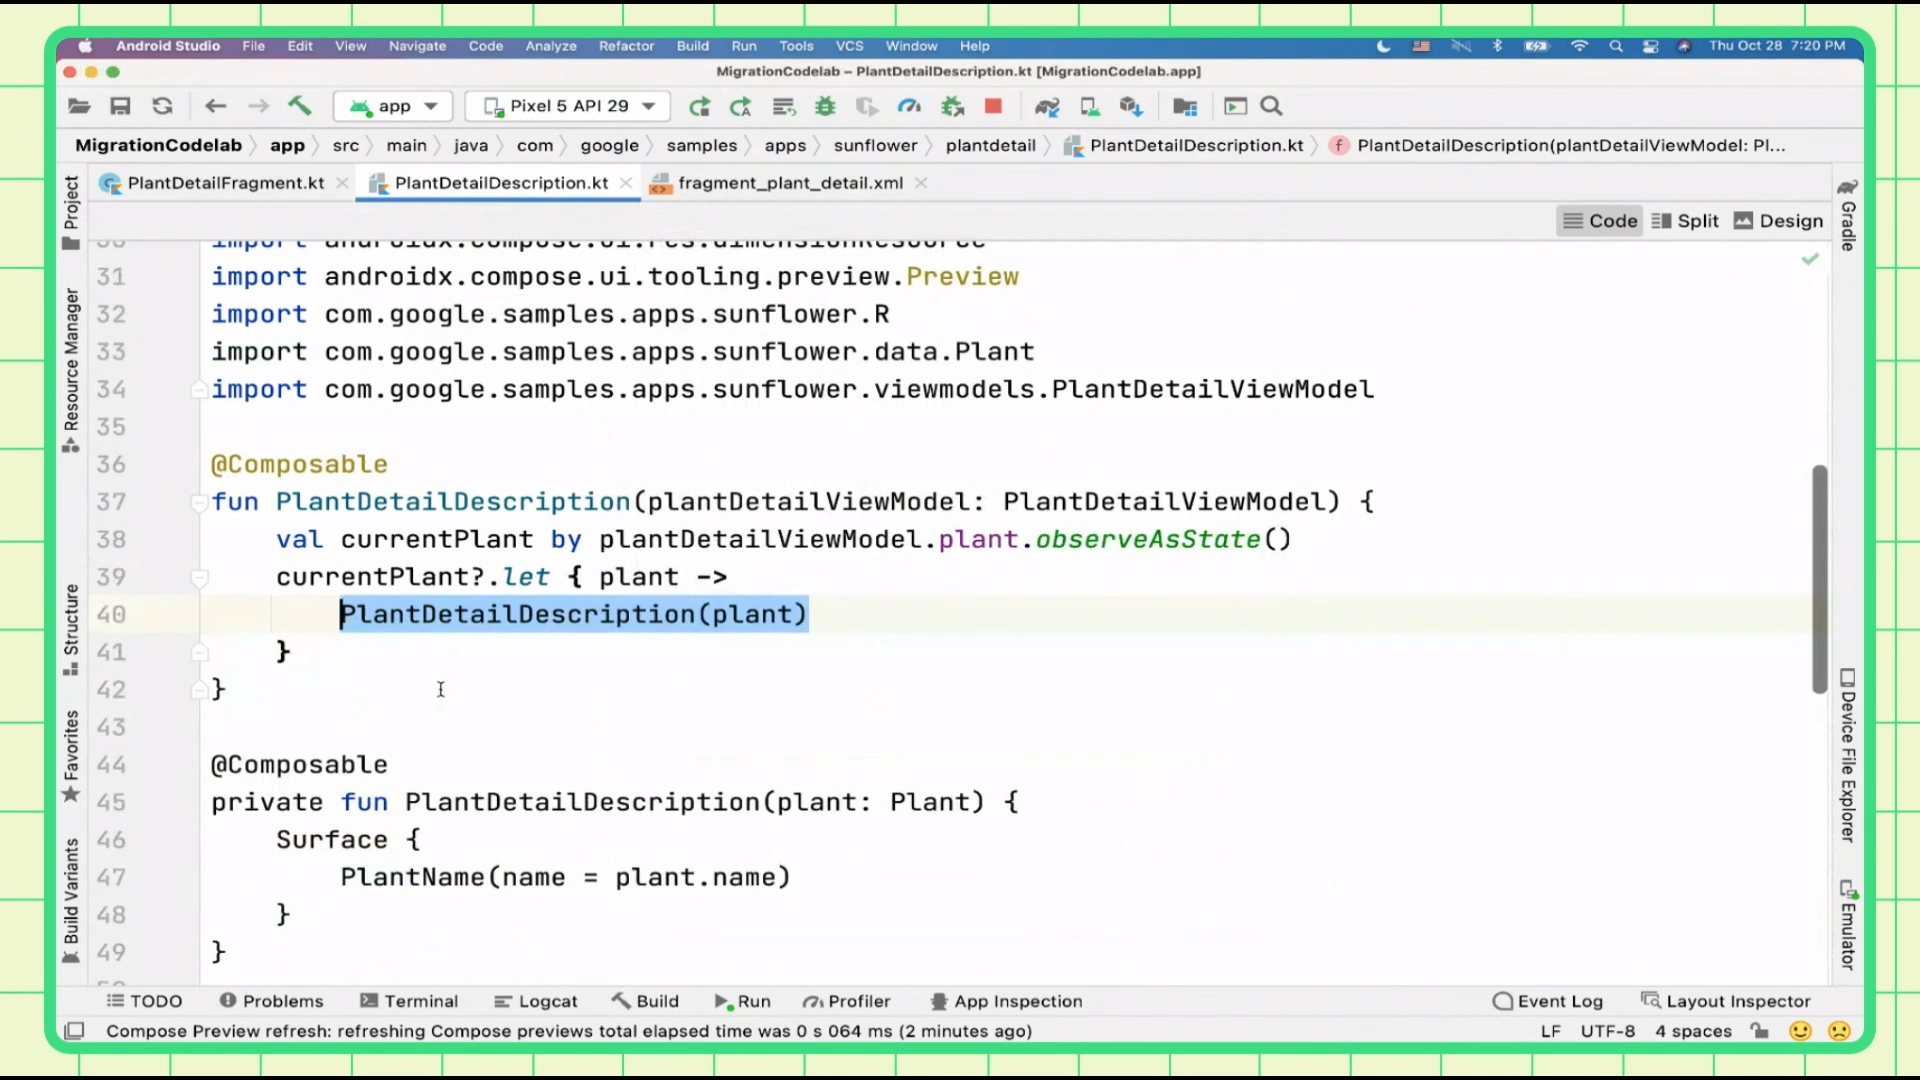 Android Studio File Edit View Navigate Code Analyze Refactor Build Run Tools VCS Window Help Thu Oct 28 7:20 PM
MigrationCodelab – PlantDetailDescription.kt [MigrationCodelab.app]
app Pixel 5 API 29
MigrationCodelab app src main java com google samples apps sunflower plantdetail PlantDetailDescription.kt f PlantDetailDescription(plantDetailViewModel: Pl...
PlantDetailFragment.kt PlantDetailDescription.kt fragment_plant_detail.xml
Code Split Design
30 import androidx.compose.ui.res.dimensionResource
31 import androidx.compose.ui.tooling.preview.Preview
32 import com.google.samples.apps.sunflower.R
33 import com.google.samples.apps.sunflower.data.Plant
34 import com.google.samples.apps.sunflower.viewmodels.PlantDetailViewModel
35
36 @Composable
37 fun PlantDetailDescription(plantDetailViewModel: PlantDetailViewModel) {
38 val currentPlant by plantDetailViewModel.plant.observeAsState()
39 currentPlant?.let { plant ->
40 PlantDetailDescription(plant)
41 }
42 }
43
44 @Composable
45 private fun PlantDetailDescription(plant: Plant) {
46 Surface {
47 PlantName(name = plant.name)
48 }
49 }
Project
Resource Manager
Structure
Favorites
Build Variants
Gradle
Device File Explorer
Emulator
TODO Problems Terminal Logcat Build Run Profiler App Inspection Event Log Layout Inspector
Compose Preview refresh: refreshing Compose previews total elapsed time was 0 s 064 ms (2 minutes ago) LF UTF-8 4 spaces